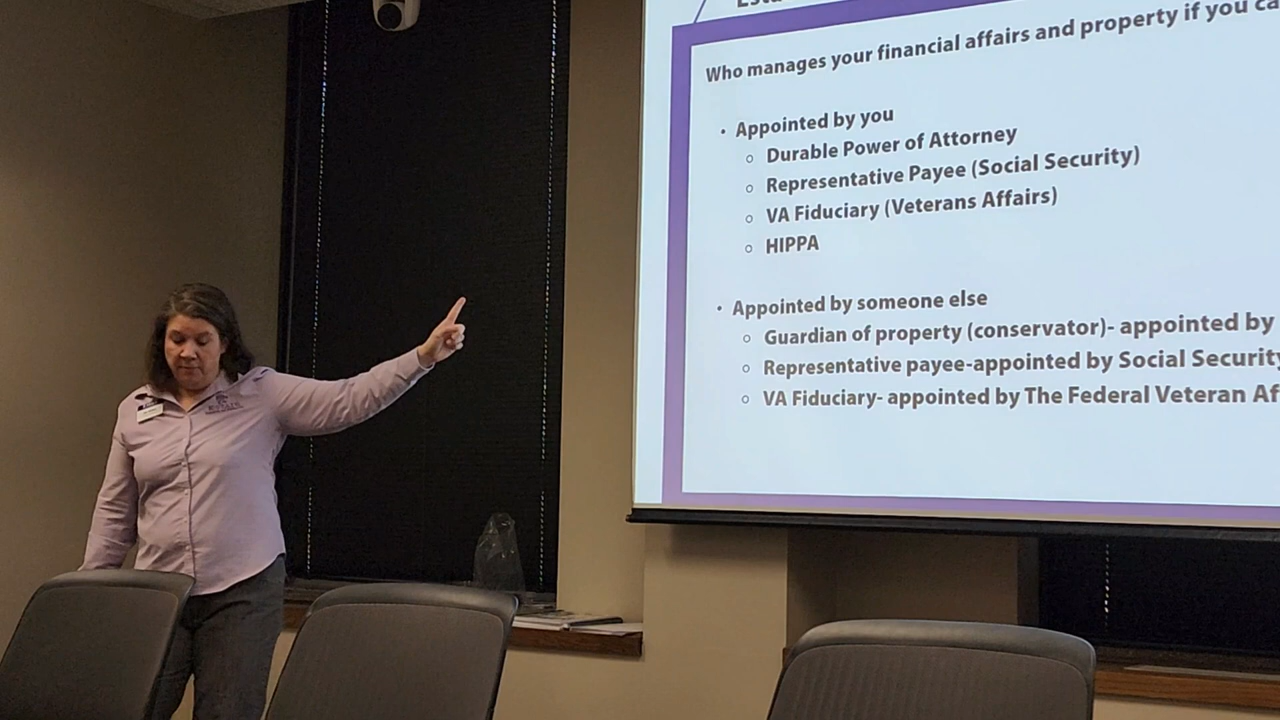 Who manages your financial affairs and property if you ca
• Appointed by you
o Durable Power of Attorney
o Representative Payee (Social Security)
o VA Fiduciary (Veterans Affairs)
o HIPPA
• Appointed by someone else
o Guardian of property (conservator)- appointed by
o Representative payee-appointed by Social Security
o VA Fiduciary- appointed by The Federal Veteran Af